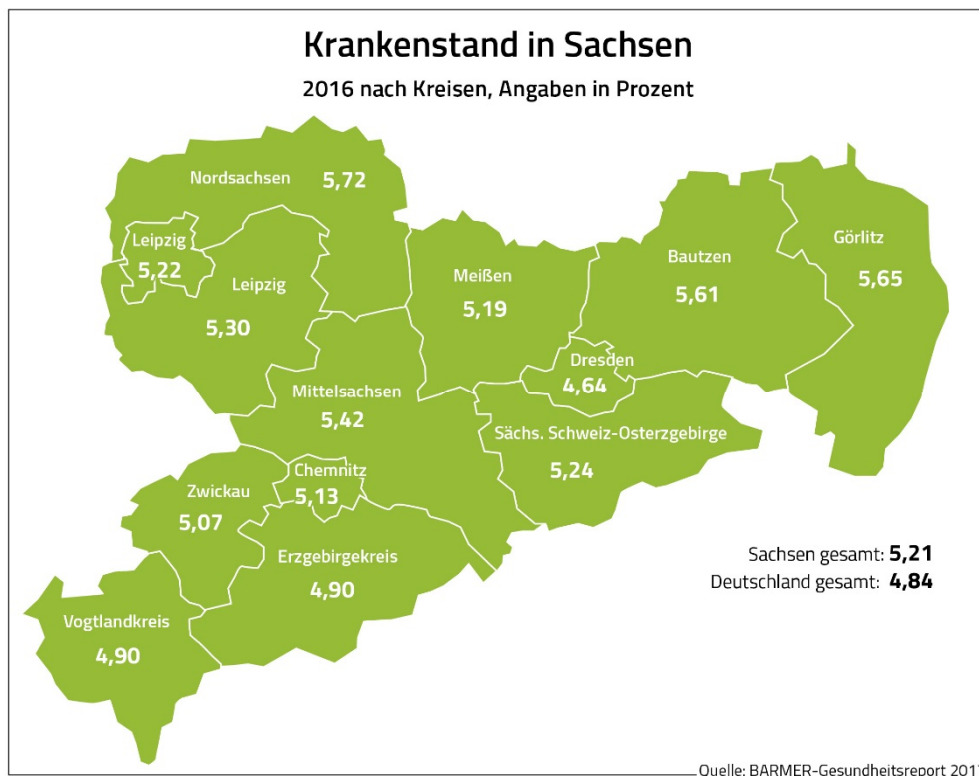 Krankenstand in Sachsen
2016 nach Kreisen, Angaben in Prozent
Nordsachsen 5,72
Leipzig
5,22
Leipzig
5,30
Meißen
5,19
Bautzen
5,61
Görlitz
5,65
Dresden
4,64
Mittelsachsen
5,42
Sächs. Schweiz-Osterzgebirge
5,24
Chemnitz
5,13
Zwickau
5,07
Erzgebirgekreis
4,90
Vogtlandkreis
4,90
Sachsen gesamt: 5,21
Deutschland gesamt: 4,84
Quelle: BARMER-Gesundheitsreport